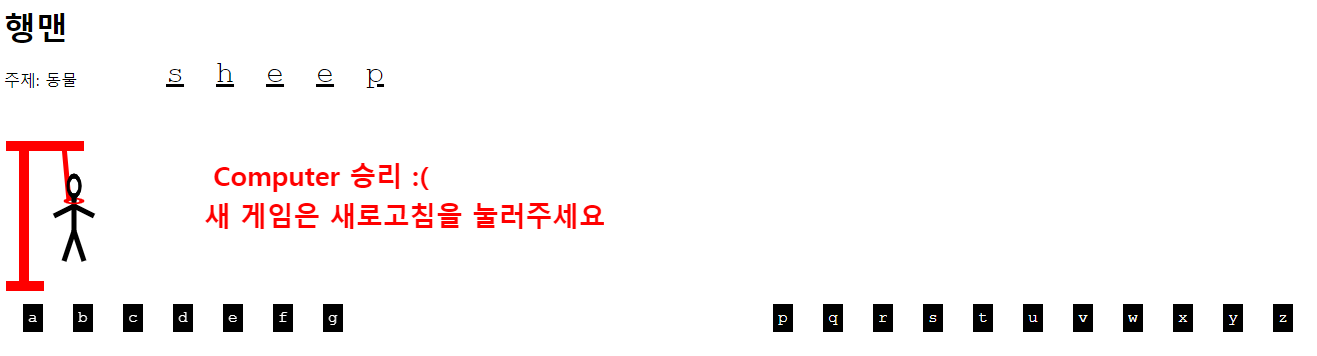 행맨
주제: 동물 s h e e p
Computer 승리 :(
새 게임은 새로고침을 눌러주세요
a b c d e f g p q r s t u v w x y z